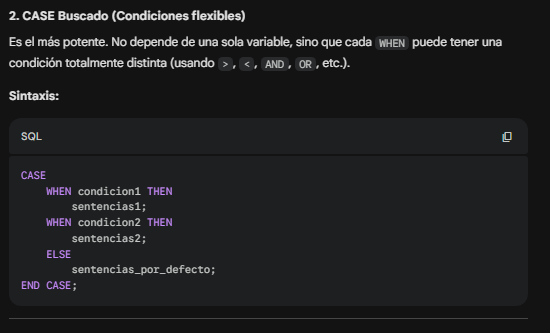 2. CASE Buscado (Condiciones flexibles)
Es el más potente. No depende de una sola variable, sino que cada WHEN puede tener una
condición totalmente distinta (usando >, <, AND, OR, etc.).
Sintaxis:
SQL
CASE
    WHEN condicion1 THEN
        sentencias1;
    WHEN condicion2 THEN
        sentencias2;
    ELSE
        sentencias_por_defecto;
END CASE;